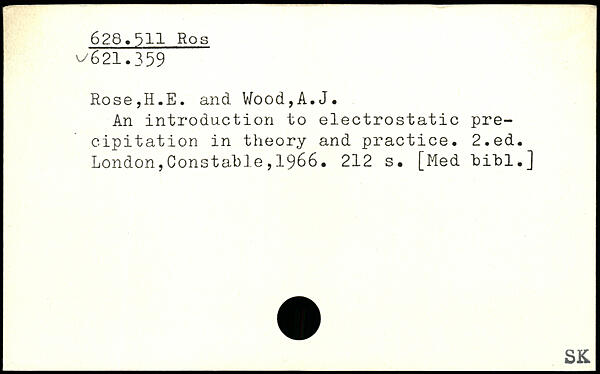 628.511 Ros
✓621.359
Rose,H.E. and Wood,A.J.
An introduction to electrostatic pre-
cipitation in theory and practice. 2.ed.
London,Constable,1966. 212 s. [Med bibl.]
SK